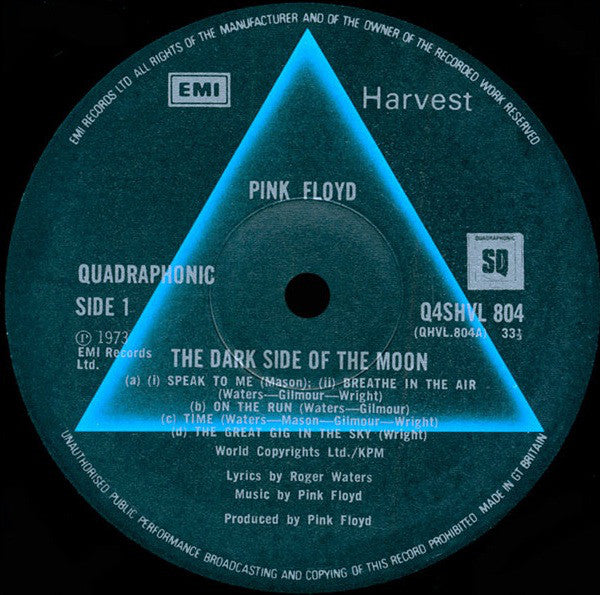 EMI RECORDS LTD ALL RIGHTS OF THE MANUFACTURER AND OF THE OWNER OF THE RECORDED WORK RESERVED
EMI
Harvest
PINK FLOYD
QUADRAPHONIC
SIDE 1
QUADRAPHONIC
SQ
Q4SHVL 804
(QHVL.804A) 33⅓
Ⓟ 1973
EMI Records
Ltd.
THE DARK SIDE OF THE MOON
(a) (i) SPEAK TO ME (Mason); (ii) BREATHE IN THE AIR
(Waters—Gilmour—Wright)
(b) ON THE RUN (Waters—Gilmour)
(c) TIME (Waters—Mason—Gilmour—Wright)
(d) THE GREAT GIG IN THE SKY (Wright)
World Copyrights Ltd./KPM
Lyrics by Roger Waters
Music by Pink Floyd
Produced by Pink Floyd
UNAUTHORISED PUBLIC PERFORMANCE BROADCASTING AND COPYING OF THIS RECORD PROHIBITED MADE IN GT BRITAIN